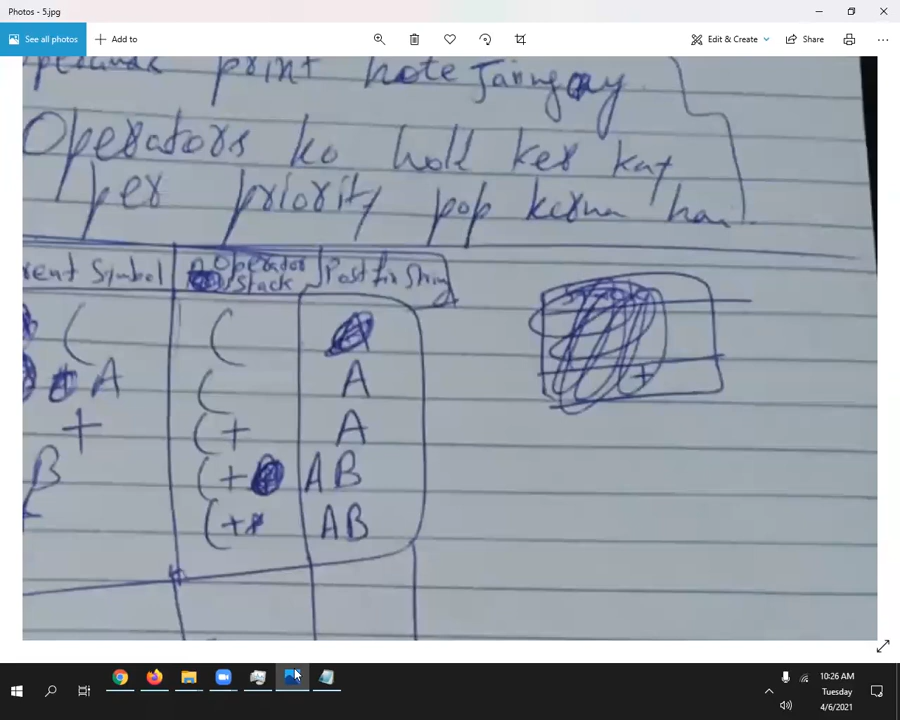 Photos - 5.jpg
See all photos
Add to
Edit & Create
Share
print hote
Operators ko hold ker kay
per priority pop kerna hai
rent Symbol Operator Stack Postfix String
( (
A ( A
+ (+ A
B (+ AB
(+* AB
+
10:26 AM
Tuesday
4/6/2021